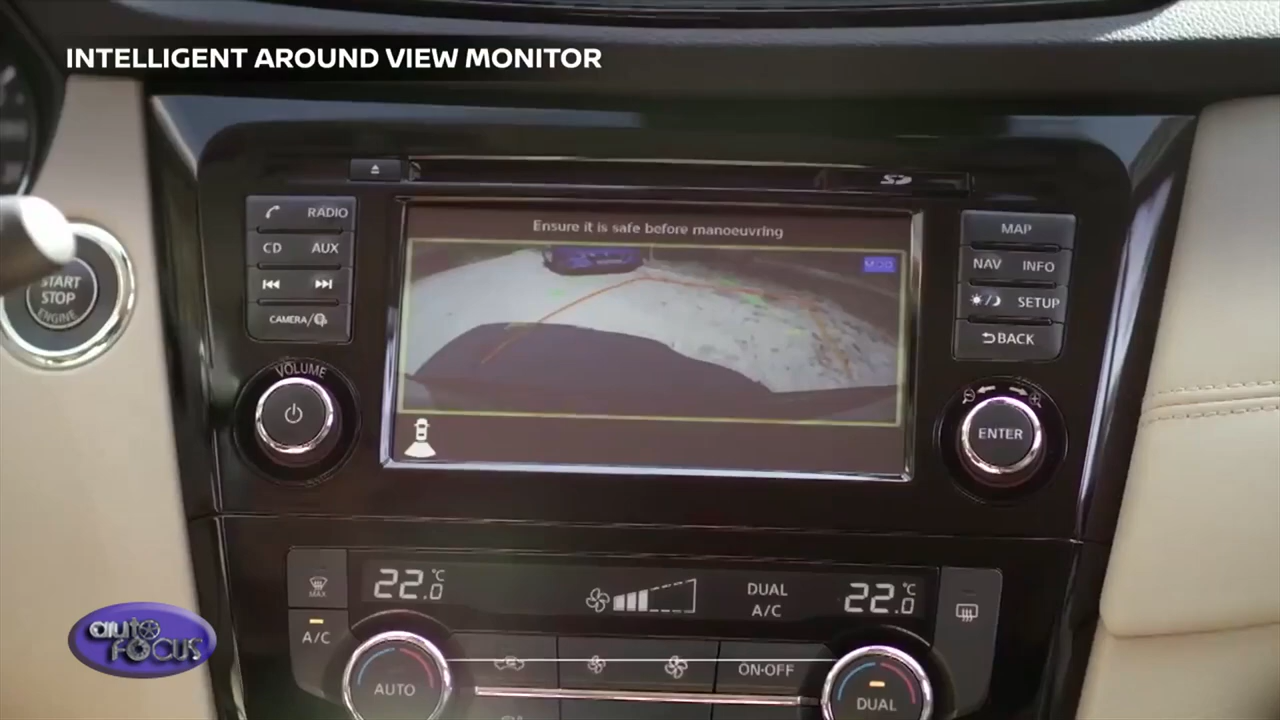 INTELLIGENT AROUND VIEW MONITOR
SD
RADIO
CD AUX
CAMERA/
VOLUME
START
STOP
ENGINE
Ensure it is safe before manoeuvring
MOD
MAP
NAV INFO
SETUP
BACK
ENTER
MAX
22.0 °C
DUAL
A/C
22.0 °C
A/C
AUTO
ON·OFF
DUAL
auto
FOCUS